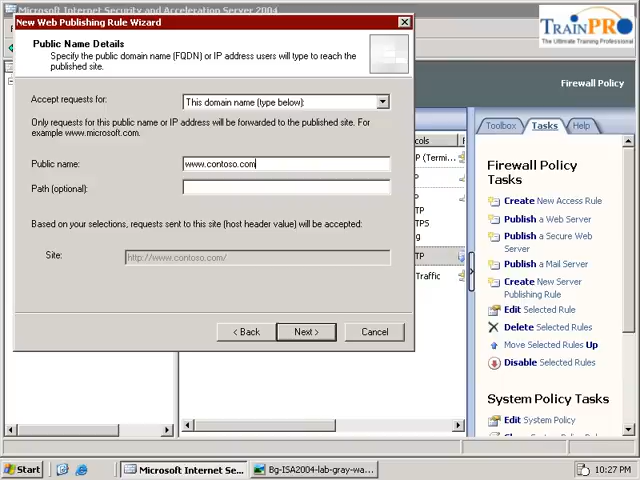 Microsoft Internet Security and Acceleration Server 2004
New Web Publishing Rule Wizard
TrainPRO
The Ultimate Training Professional
Public Name Details
Specify the public domain name (FQDN) or IP address users will type to reach the
published site.
Firewall Policy
Accept requests for:
This domain name (type below):
Only requests for this public name or IP address will be forwarded to the published site. For
example www.microsoft.com.
Public name:
www.contoso.com
Path (optional):
Based on your selections, requests sent to this site (host header value) will be accepted:
Site:
http://www.contoso.com/
< Back
Next >
Cancel
cols
P (Termi...
P
TP
TPS
g
TP
Traffic
Toolbox
Tasks
Help
Firewall Policy
Tasks
Create New Access Rule
Publish a Web Server
Publish a Secure Web
Server
Publish a Mail Server
Create New Server
Publishing Rule
Edit Selected Rule
Delete Selected Rules
Move Selected Rules Up
Disable Selected Rules
System Policy Tasks
Edit System Policy
Start
Microsoft Internet Se...
Bg-ISA2004-lab-gray-wa...
10:27 PM